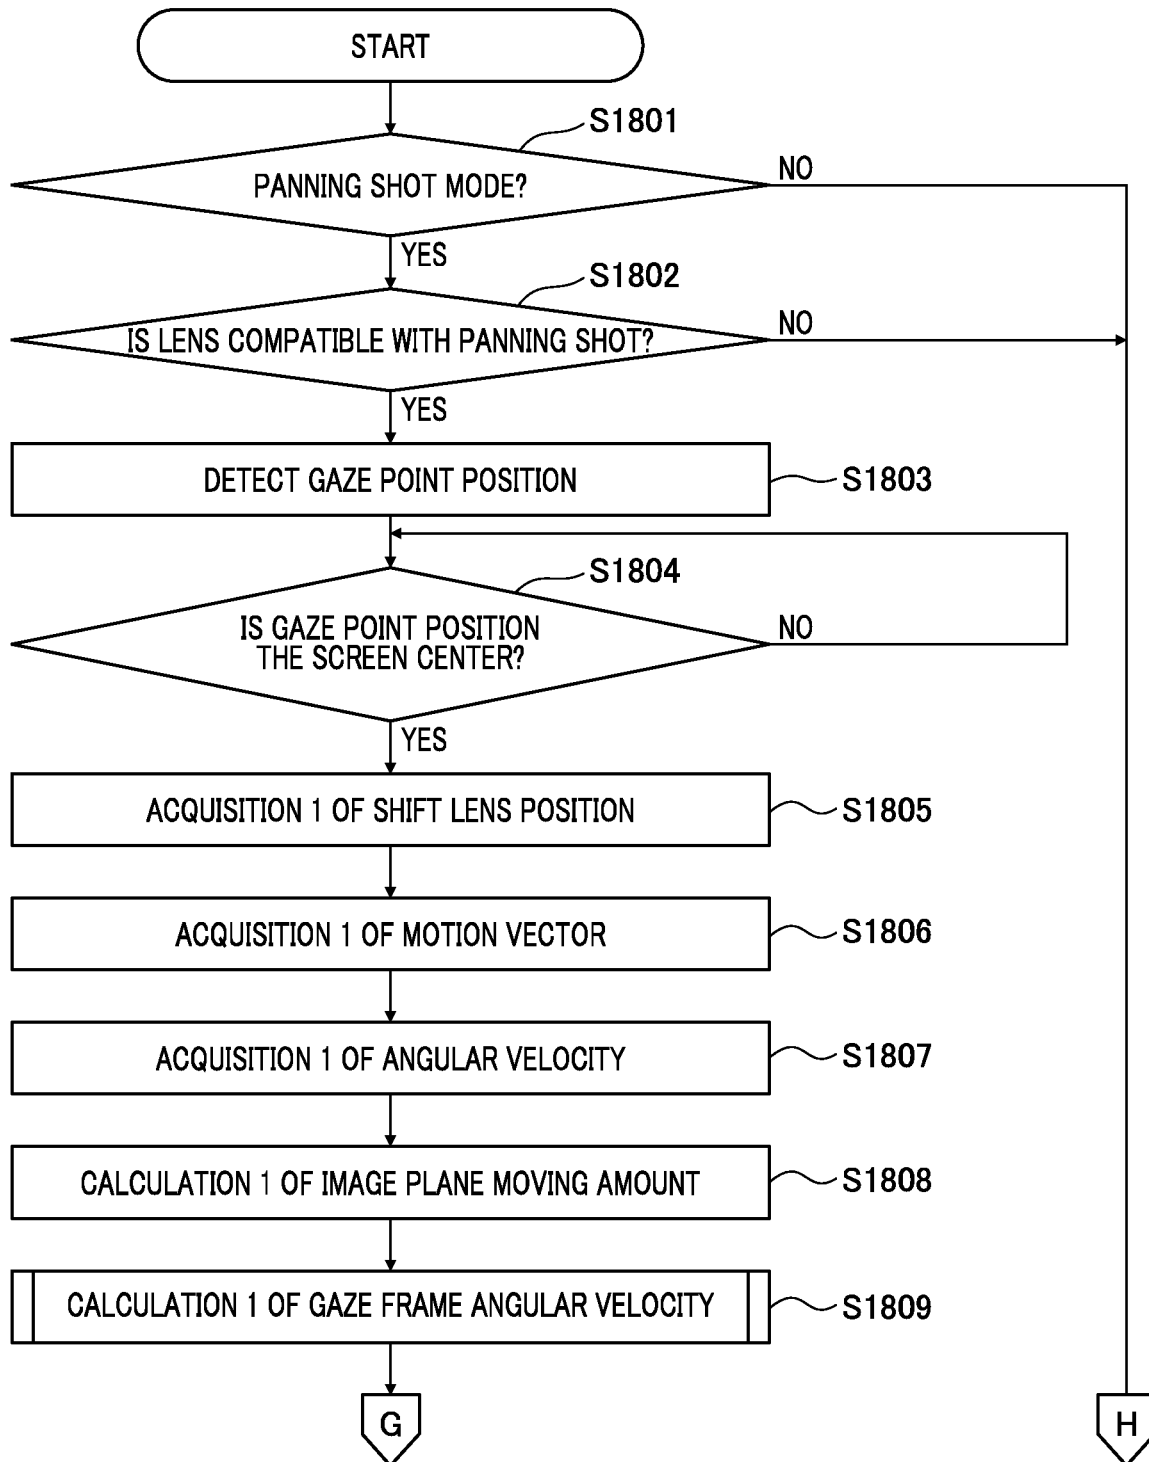 START
S1801
PANNING SHOT MODE?
NO
YES
S1802
IS LENS COMPATIBLE WITH PANNING SHOT?
NO
YES
DETECT GAZE POINT POSITION
S1803
S1804
IS GAZE POINT POSITION
THE SCREEN CENTER?
NO
YES
ACQUISITION 1 OF SHIFT LENS POSITION
S1805
ACQUISITION 1 OF MOTION VECTOR
S1806
ACQUISITION 1 OF ANGULAR VELOCITY
S1807
CALCULATION 1 OF IMAGE PLANE MOVING AMOUNT
S1808
CALCULATION 1 OF GAZE FRAME ANGULAR VELOCITY
S1809
G
H